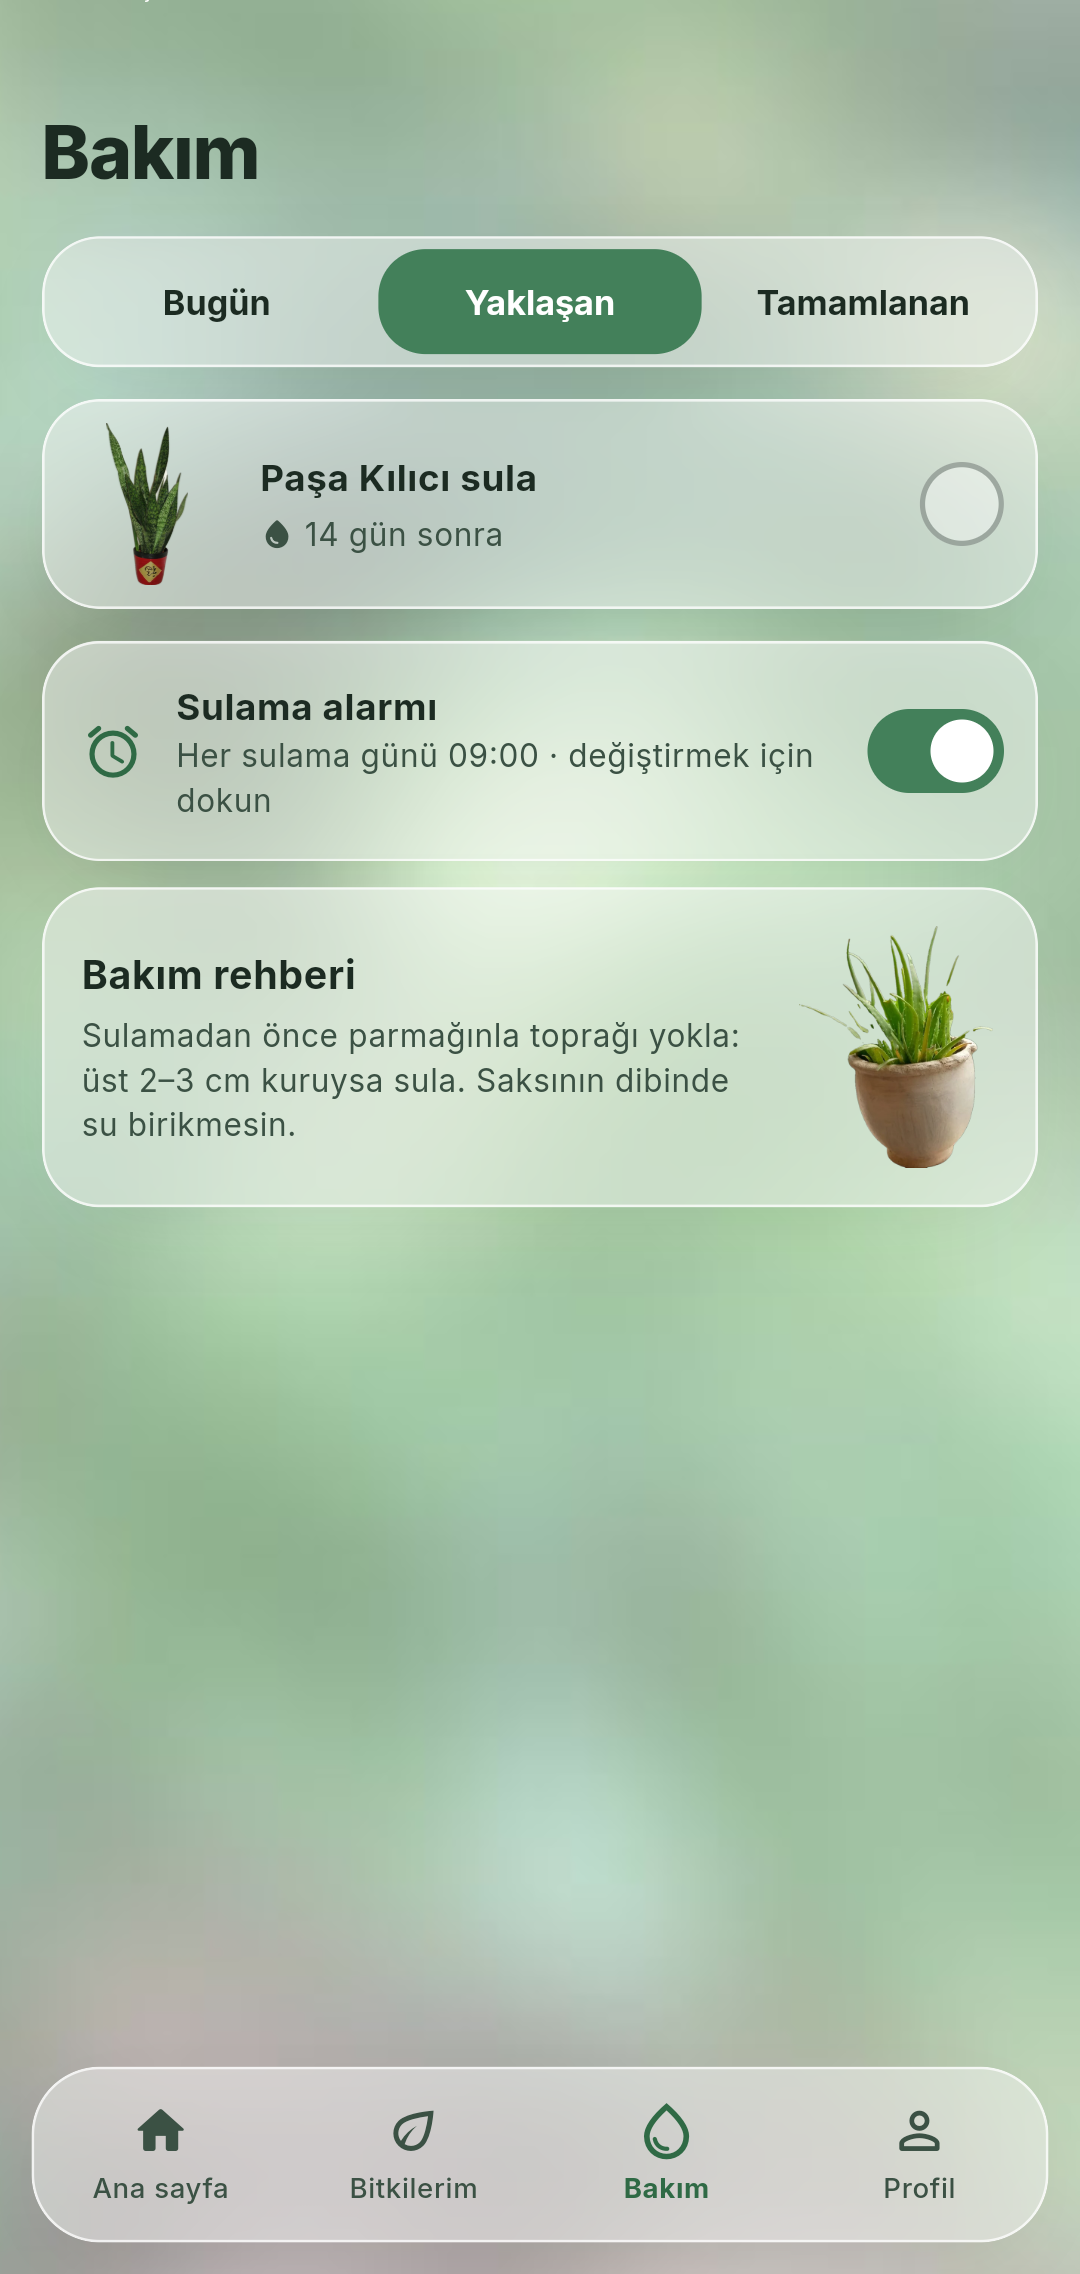 Bakım
Bugün
Yaklaşan
Tamamlanan
Paşa Kılıcı sula
14 gün sonra
Sulama alarmı
Her sulama günü 09:00 · değiştirmek için
dokun
Bakım rehberi
Sulamadan önce parmağınla toprağı yokla:
üst 2–3 cm kuruysa sula. Saksının dibinde
su birikmesin.
Ana sayfa
Bitkilerim
Bakım
Profil